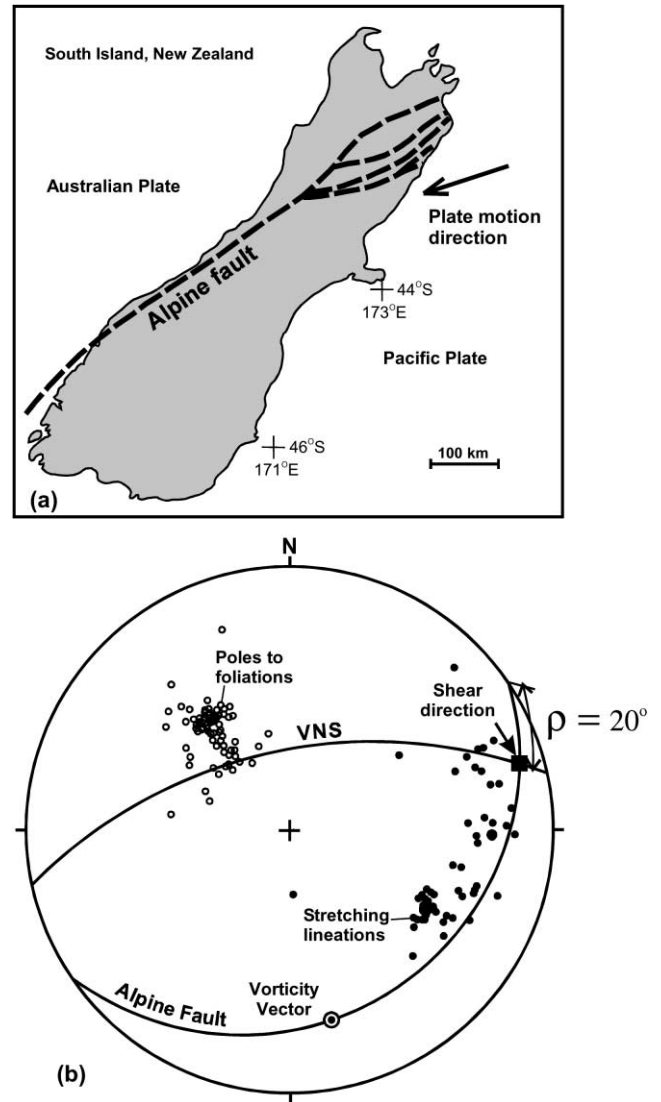 South Island, New Zealand
Australian Plate
Plate motion
direction
Alpine fault
44°S
173°E
Pacific Plate
46°S
171°E
100 km
(a)
N
Poles to
foliations
VNS
Shear
direction
ρ = 20°
Stretching
lineations
Vorticity
Vector
Alpine Fault
(b)